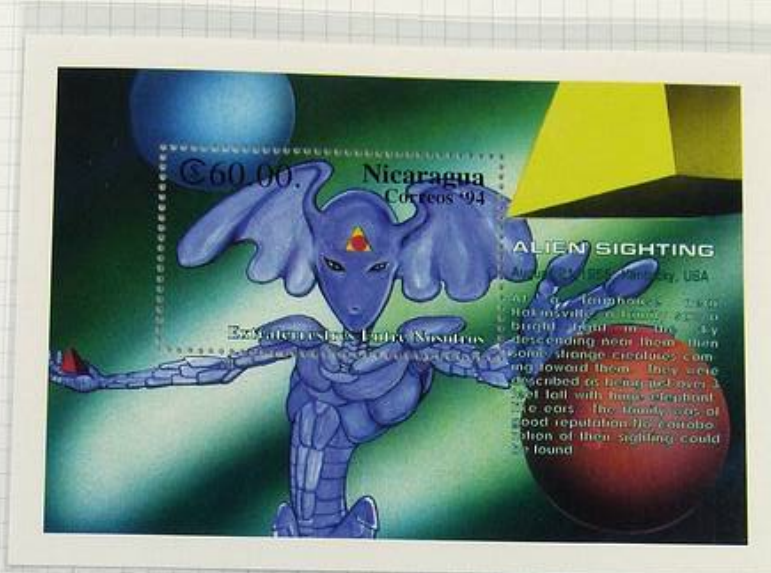 ₡60.00.
Nicaragua
Correos '94
Extraterrestres Entre Nosotros
ALIEN SIGHTING
August 21, 1955, Kentucky, USA
At a farmhouse near
a family saw a
bright light in the sky
descending near them then
some strange creatures com
ing toward them. They were
described as being just over 3
feet tall with huge elephant
like ears. The family was of
good reputation. No corrobo
ration of their sighting could
be found